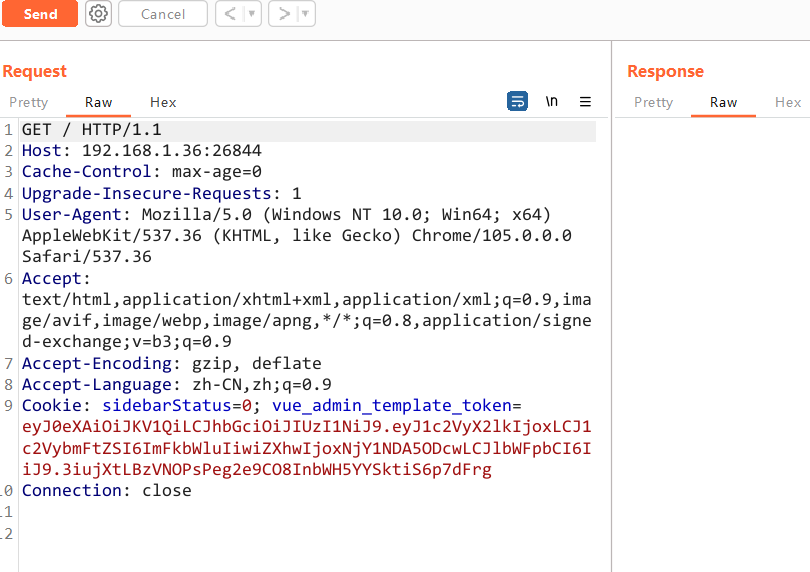 Send Cancel < >
Request Response
Pretty Raw Hex \n Pretty Raw Hex
1 GET / HTTP/1.1
2 Host: 192.168.1.36:26844
3 Cache-Control: max-age=0
4 Upgrade-Insecure-Requests: 1
5 User-Agent: Mozilla/5.0 (Windows NT 10.0; Win64; x64)
AppleWebKit/537.36 (KHTML, like Gecko) Chrome/105.0.0.0
Safari/537.36
6 Accept:
text/html,application/xhtml+xml,application/xml;q=0.9,ima
ge/avif,image/webp,image/apng,*/*;q=0.8,application/signe
d-exchange;v=b3;q=0.9
7 Accept-Encoding: gzip, deflate
8 Accept-Language: zh-CN,zh;q=0.9
9 Cookie: sidebarStatus=0; vue_admin_template_token=
eyJ0eXAiOiJKV1QiLCJhbGciOiJIUzI1NiJ9.eyJ1c2VyX2lkIjoxLCJ1
c2VybmFtZSI6ImFkbWluIiwiZXhwIjoxNjY1NDA5ODcwLCJlbWFpbCI6I
iJ9.3iujXtLBzVNOPsPeg2e9CO8InbWH5YYSktiS6p7dFrg
10 Connection: close
11
12